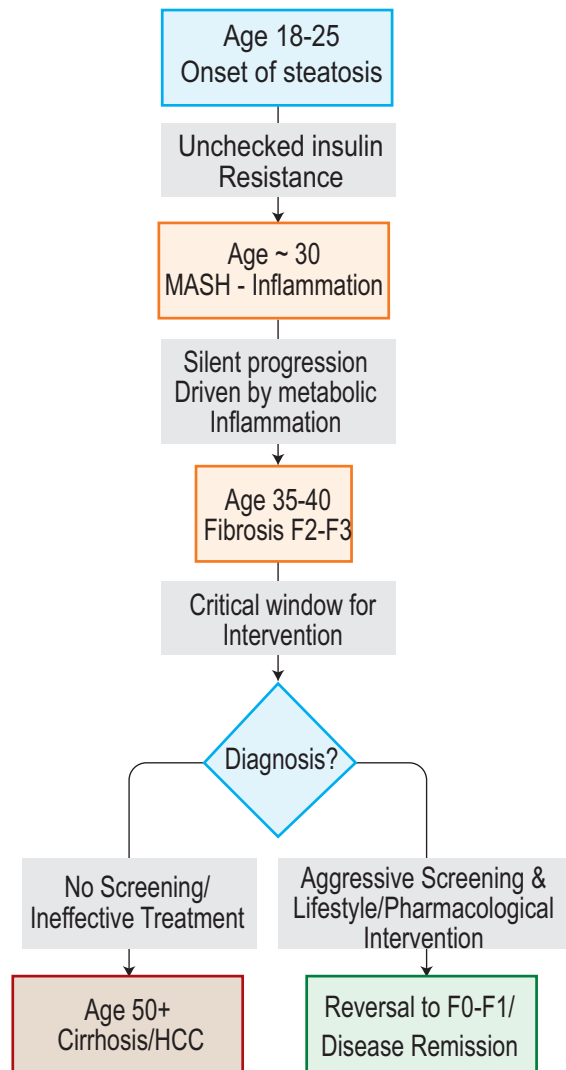 Age 18-25
Onset of steatosis
Unchecked insulin
Resistance
Age ~ 30
MASH - Inflammation
Silent progression
Driven by metabolic
Inflammation
Age 35-40
Fibrosis F2-F3
Critical window for
Intervention
Diagnosis?
No Screening/
Ineffective Treatment
Aggressive Screening &
Lifestyle/Pharmacological
Intervention
Age 50+
Cirrhosis/HCC
Reversal to F0-F1/
Disease Remission